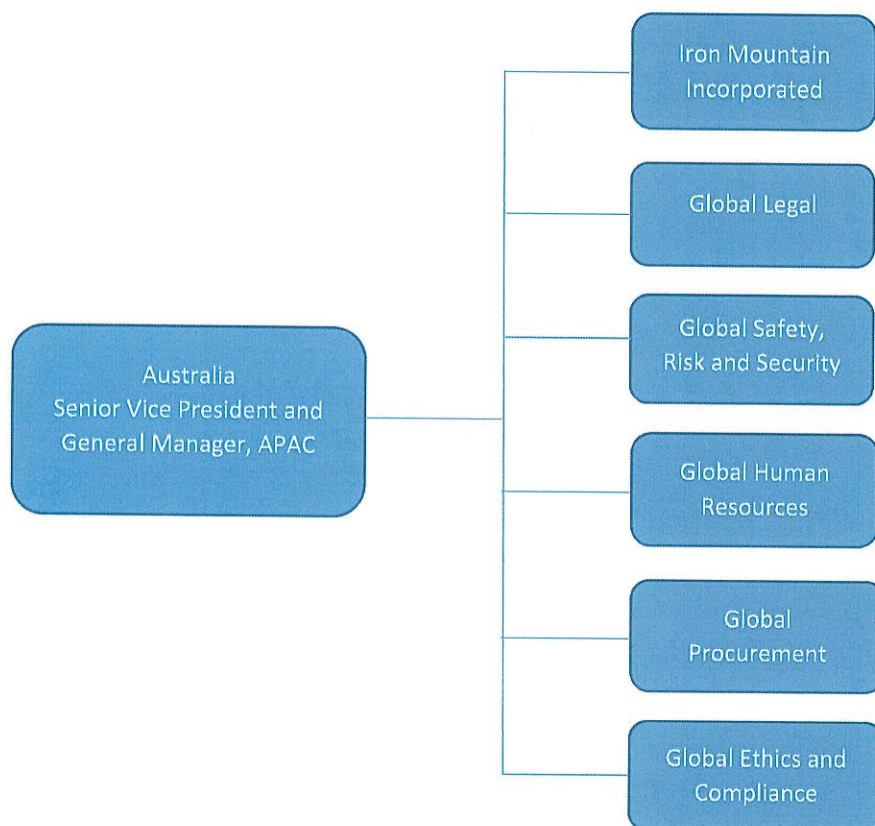 Iron Mountain
Incorporated
Global Legal
Global Safety,
Risk and Security
Australia
Senior Vice President and
General Manager, APAC
Global Human
Resources
Global
Procurement
Global Ethics and
Compliance